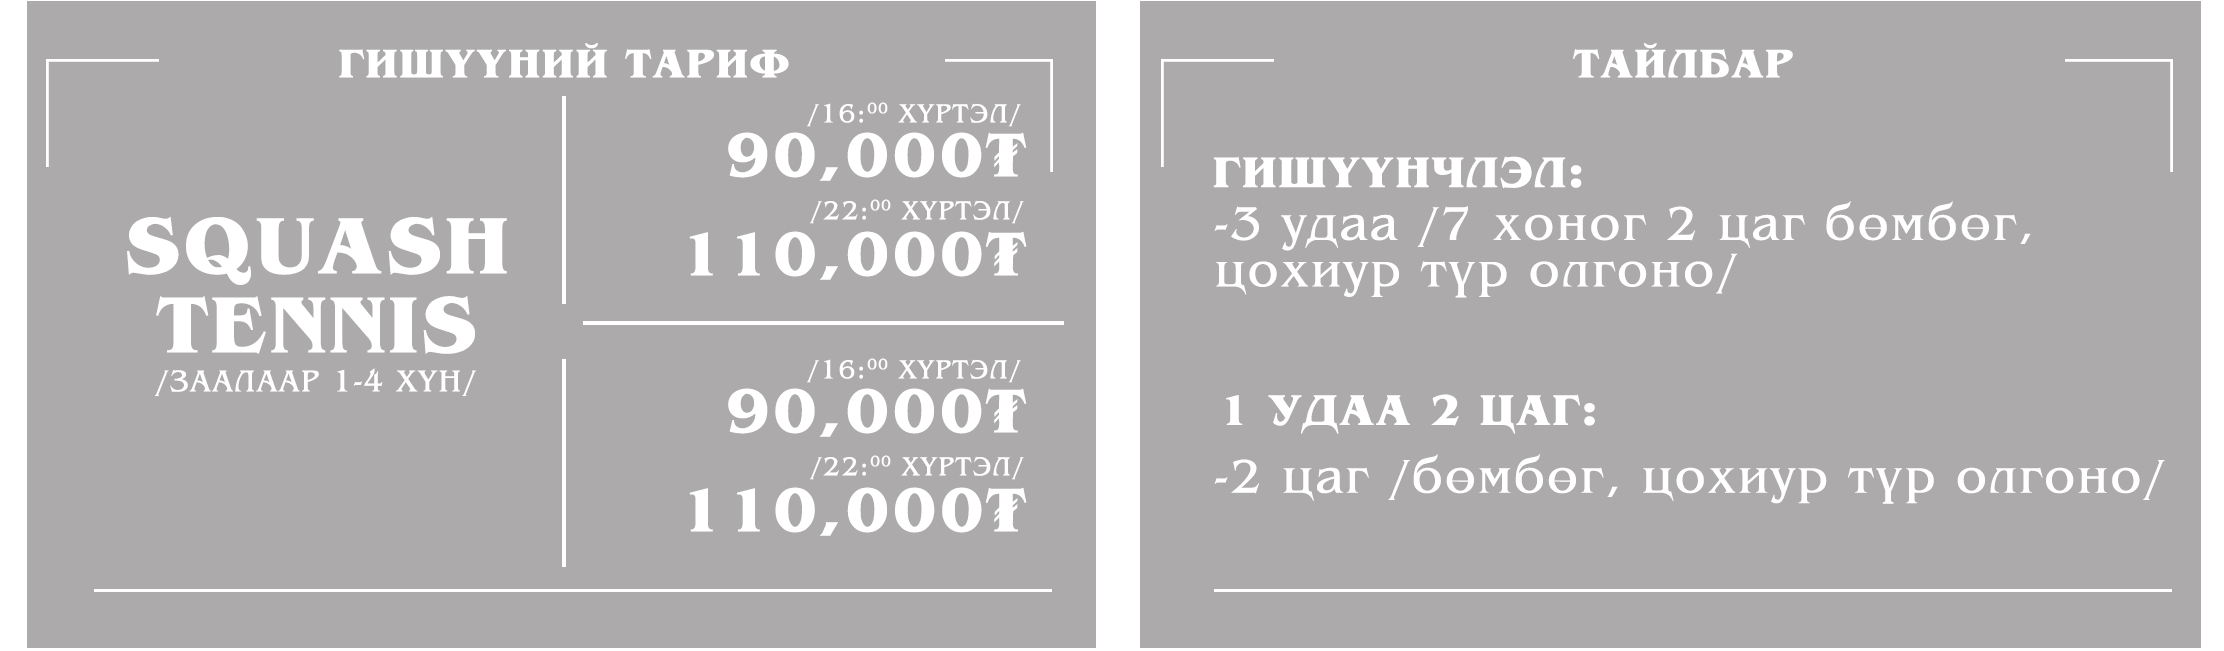 ГИШҮҮНИЙ ТАРИФ
SQUASH
TENNIS
/ЗААЛААР 1-4 ХҮН/
/16:⁰⁰ ХҮРТЭЛ/
90,000₮
/22:⁰⁰ ХҮРТЭЛ/
110,000₮
/16:⁰⁰ ХҮРТЭЛ/
90,000₮
/22:⁰⁰ ХҮРТЭЛ/
110,000₮
ТАЙЛБАР
ГИШҮҮНЧЛЭЛ:
-3 удаа /7 хоног 2 цаг бөмбөг,
цохиур түр олгоно/
1 УДАА 2 ЦАГ:
-2 цаг /бөмбөг, цохиур түр олгоно/